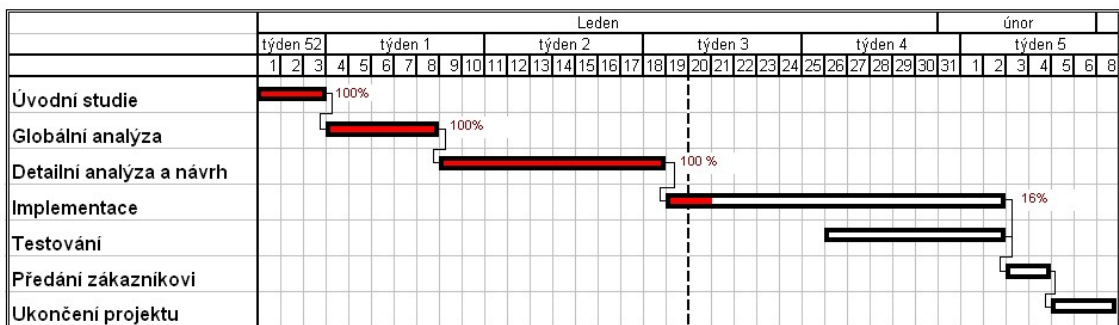 Leden únor
týden 52 týden 1 týden 2 týden 3 týden 4 týden 5
1 2 3 4 5 6 7 8 9 10 11 12 13 14 15 16 17 18 19 20 21 22 23 24 25 26 27 28 29 30 31 1 2 3 4 5 6 8
Úvodní studie 100%
Globální analýza 100%
Detailní analýza a návrh 100 %
Implementace 16%
Testování
Předání zákazníkovi
Ukončení projektu